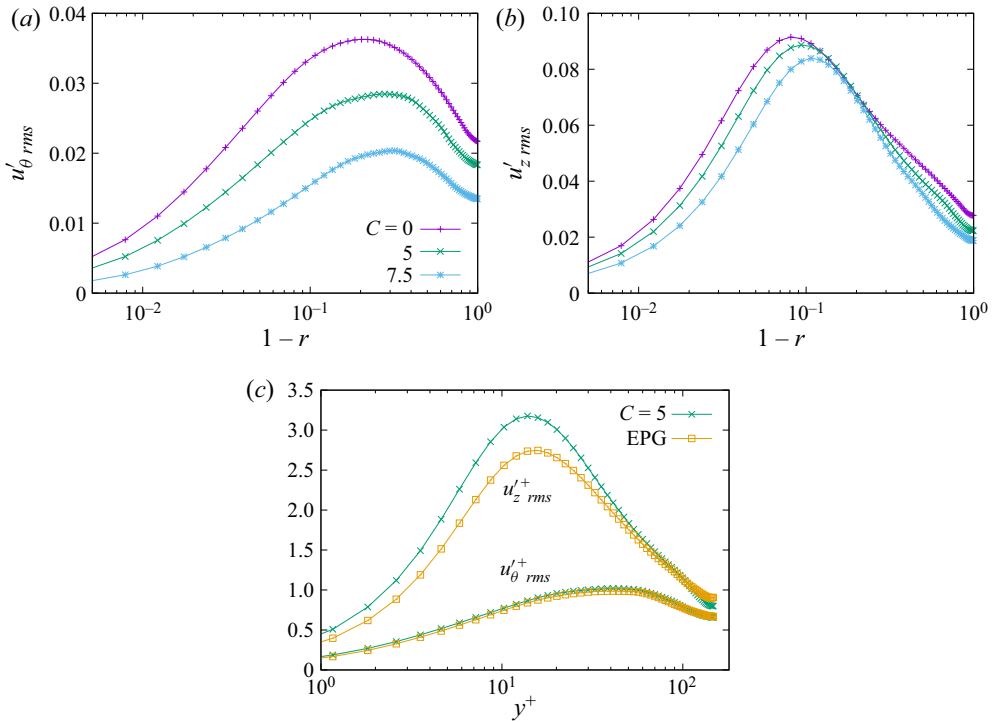 (a)
u′θ rms
0.04
0.03
0.02
0.01
0
10⁻²
10⁻¹
10⁰
1 – r
C = 0
5
7.5
(b)
u′z rms
0.10
0.08
0.06
0.04
0.02
0
10⁻²
10⁻¹
10⁰
1 – r
(c)
3.5
3.0
2.5
2.0
1.5
1.0
0.5
0
10⁰
10¹
10²
y⁺
C = 5
EPG
u′⁺z rms
u′⁺θ rms